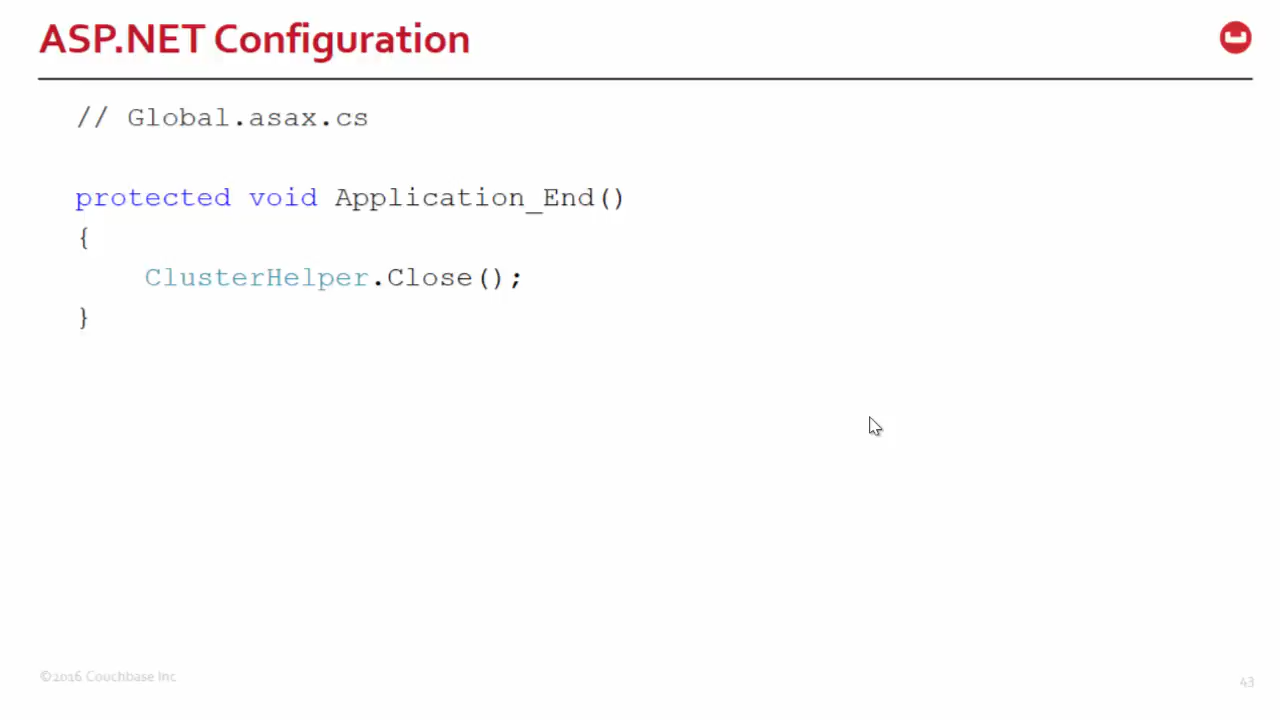 ASP.NET Configuration
// Global.asax.cs
protected void Application_End()
{
ClusterHelper.Close();
}
©2016 Couchbase Inc
43